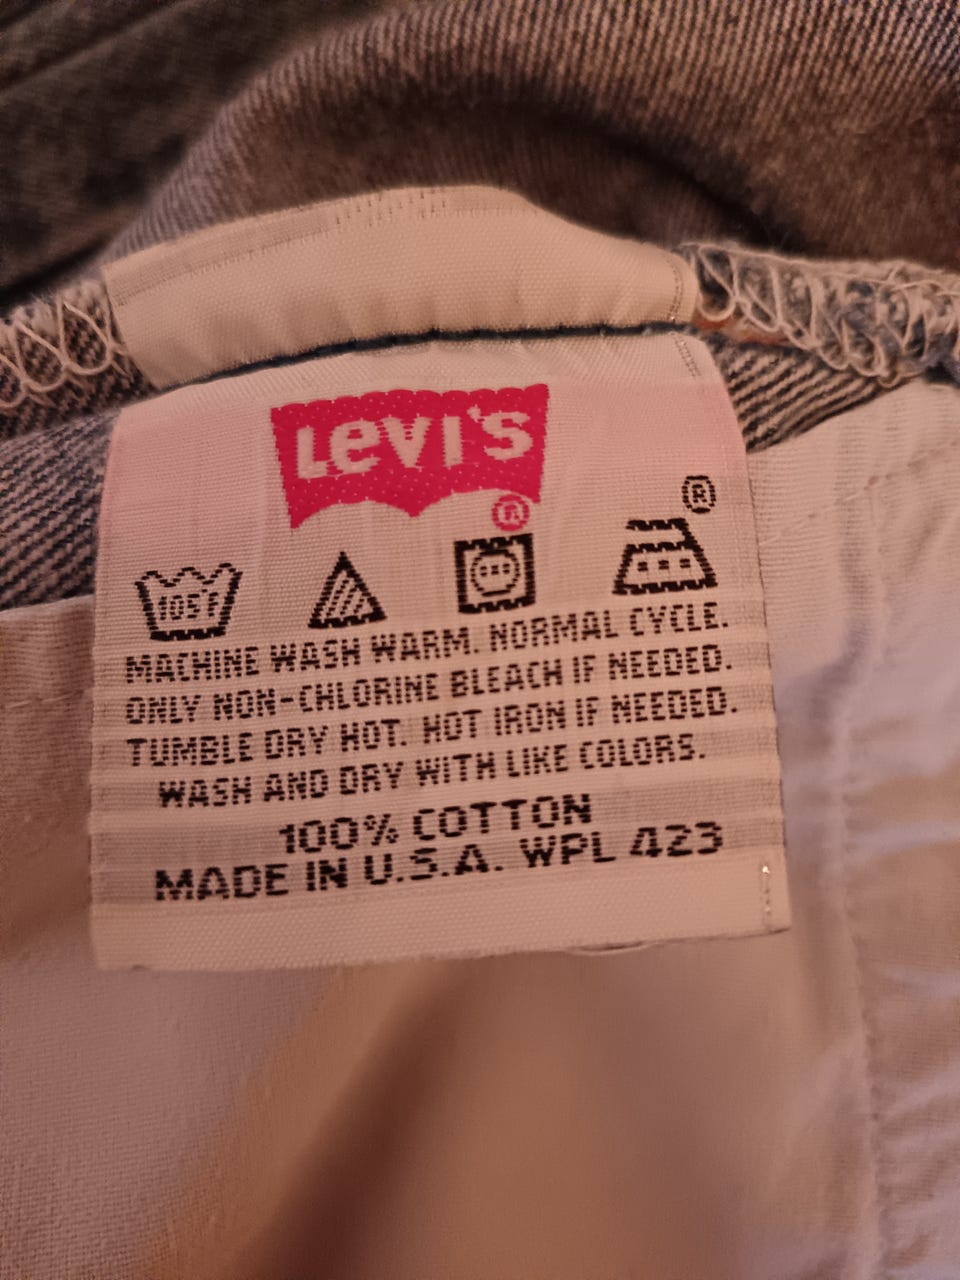 Levi's
®
®
105°F
MACHINE WASH WARM. NORMAL CYCLE.
ONLY NON-CHLORINE BLEACH IF NEEDED.
TUMBLE DRY HOT. HOT IRON IF NEEDED.
WASH AND DRY WITH LIKE COLORS.
100% COTTON
MADE IN U.S.A. WPL 423